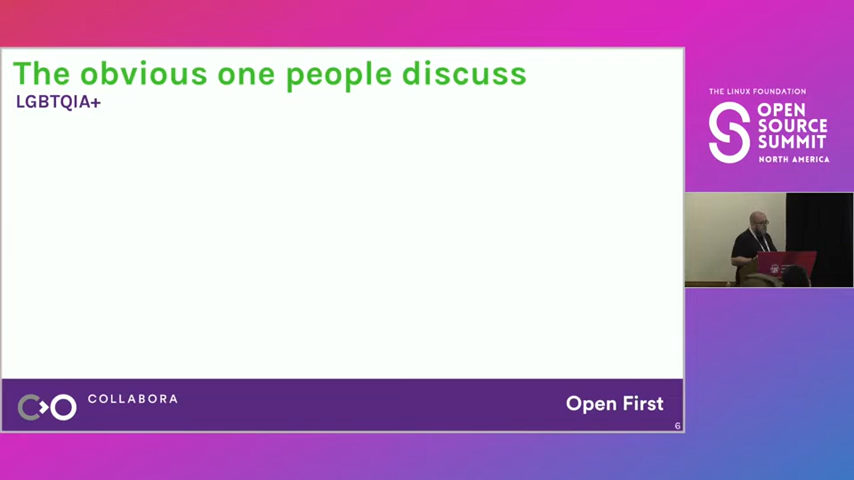 The obvious one people discuss
LGBTQIA+
COLLABORA
Open First
6
THE LINUX FOUNDATION
OPEN
SOURCE
SUMMIT
NORTH AMERICA